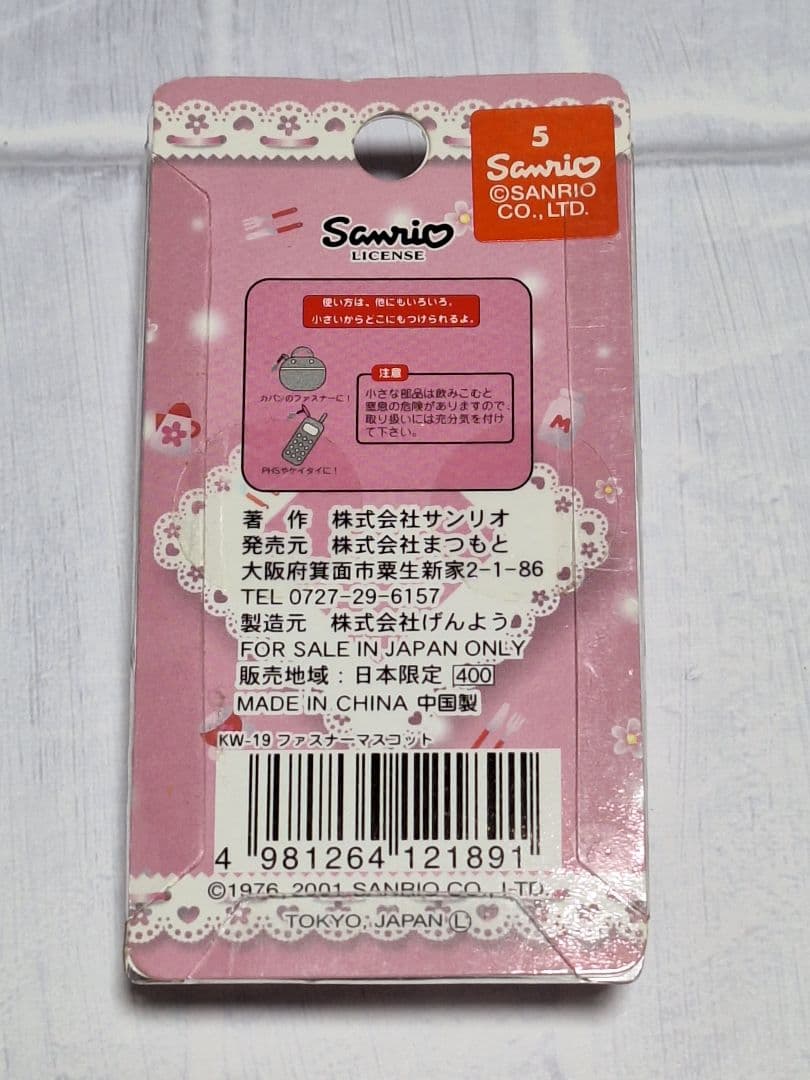 5
Sanrio
©SANRIO
CO., LTD.
Sanrio
LICENSE
使い方は、他にもいろいろ。
小さいからどこにもつけられるよ。
カバンのファスナーに!
注意
小さな部品は飲みこむと
窒息の危険がありますので、
取り扱いには充分気を付け
て下さい。
PHSやケイタイに!
M
著 作 株式会社サンリオ
発売元 株式会社まつもと
大阪府箕面市粟生新家2-1-86
TEL 0727-29-6157
製造元 株式会社げんよう
FOR SALE IN JAPAN ONLY
販売地域:日本限定 400
MADE IN CHINA 中国製
KW-19 ファスナーマスコット
4 981264 121891
©1976, 2001 SANRIO CO., LTD.
TOKYO, JAPAN Ⓛ